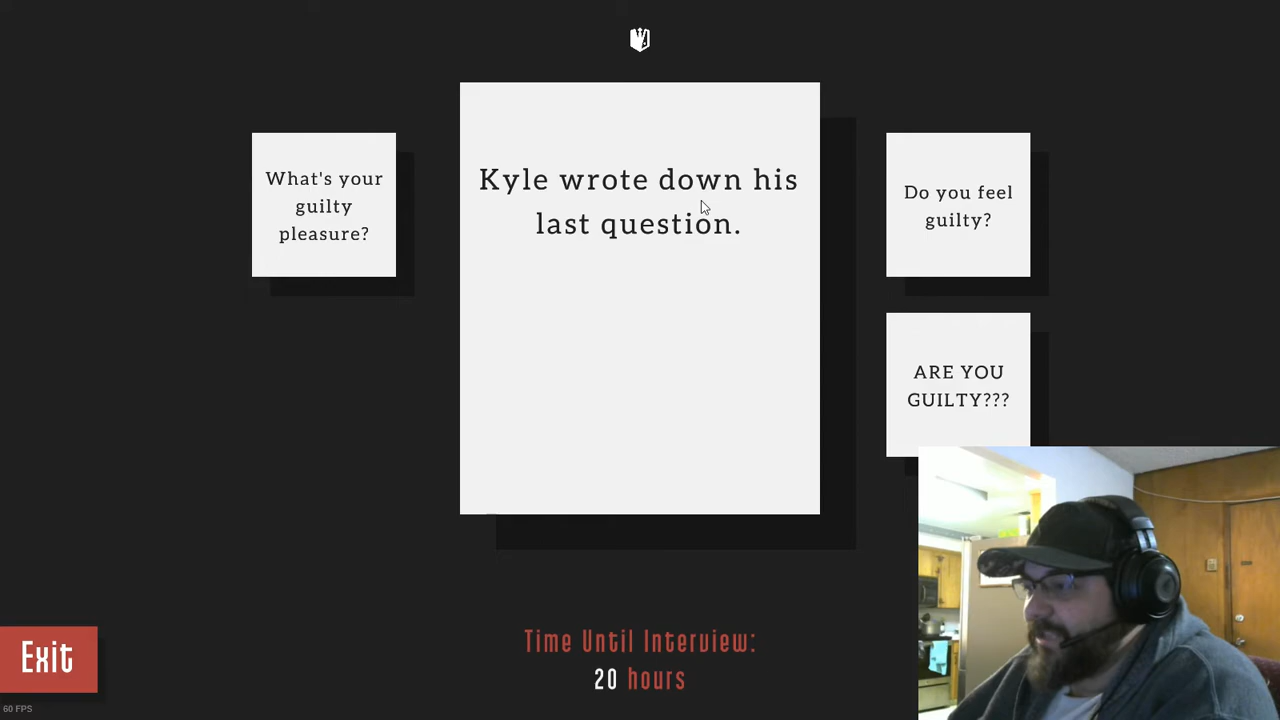 What's your
guilty
pleasure?
Kyle wrote down his
last question.
Do you feel
guilty?
ARE YOU
GUILTY???
Exit
Time Until Interview:
20 hours
60 FPS